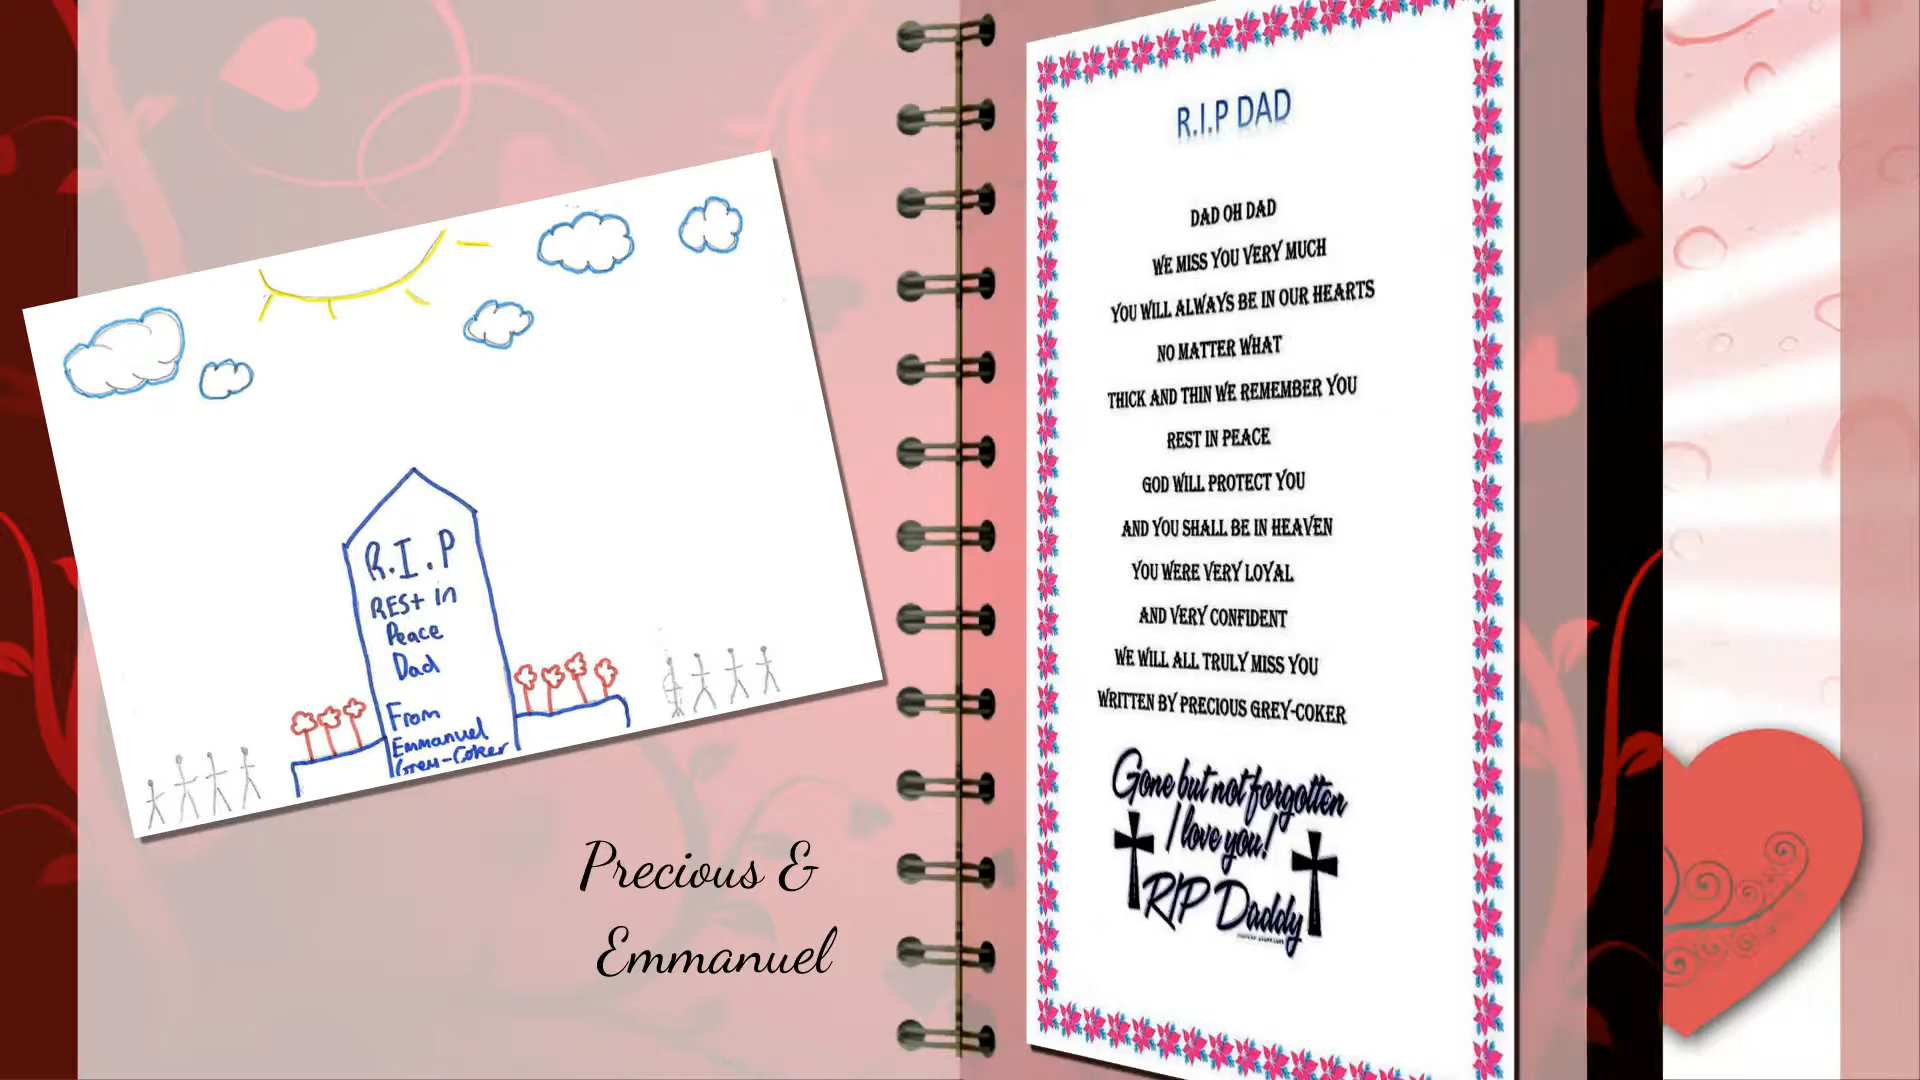 R.I.P
REST in
Peace
Dad
From
Emmanuel
Grey-Coker
Precious &
Emmanuel
R.I.P DAD
DAD OH DAD
WE MISS YOU VERY MUCH
YOU WILL ALWAYS BE IN OUR HEARTS
NO MATTER WHAT
THICK AND THIN WE REMEMBER YOU
REST IN PEACE
GOD WILL PROTECT YOU
AND YOU SHALL BE IN HEAVEN
YOU WERE VERY LOYAL
AND VERY CONFIDENT
WE WILL ALL TRULY MISS YOU
WRITTEN BY PRECIOUS GREY-COKER
Gone but not forgotten
I love you!
RIP Daddy